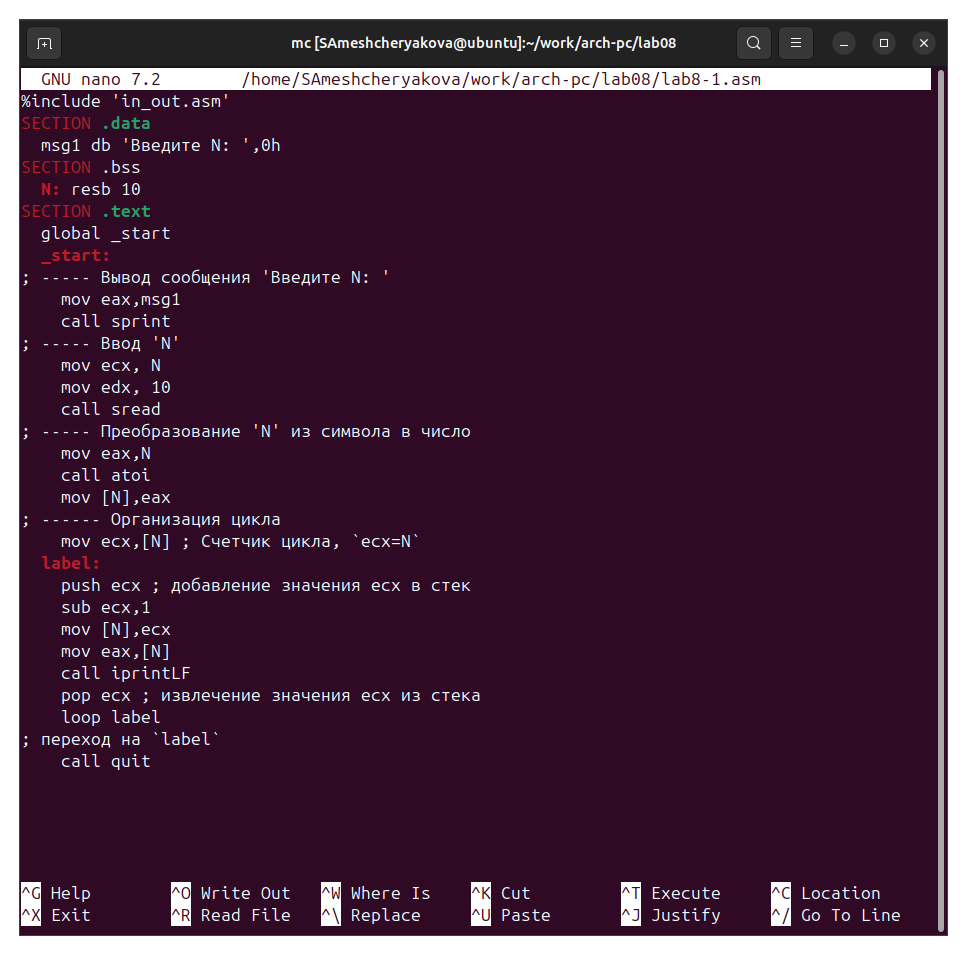 mc [SAmeshcheryakova@ubuntu]:~/work/arch-pc/lab08
GNU nano 7.2 /home/SAmeshcheryakova/work/arch-pc/lab08/lab8-1.asm
%include 'in_out.asm'
SECTION .data
  msg1 db 'Введите N: ',0h
SECTION .bss
  N: resb 10
SECTION .text
  global _start
  _start:
; ----- Вывод сообщения 'Введите N: '
    mov eax,msg1
    call sprint
; ----- Ввод 'N'
    mov ecx, N
    mov edx, 10
    call sread
; ----- Преобразование 'N' из символа в число
    mov eax,N
    call atoi
    mov [N],eax
; ------ Организация цикла
    mov ecx,[N] ; Счетчик цикла, `ecx=N`
  label:
    push ecx ; добавление значения ecx в стек
    sub ecx,1
    mov [N],ecx
    mov eax,[N]
    call iprintLF
    pop ecx ; извлечение значения ecx из стека
    loop label
; переход на `label`
    call quit
^G Help ^O Write Out ^W Where Is ^K Cut ^T Execute ^C Location
^X Exit ^R Read File ^\ Replace ^U Paste ^J Justify ^/ Go To Line